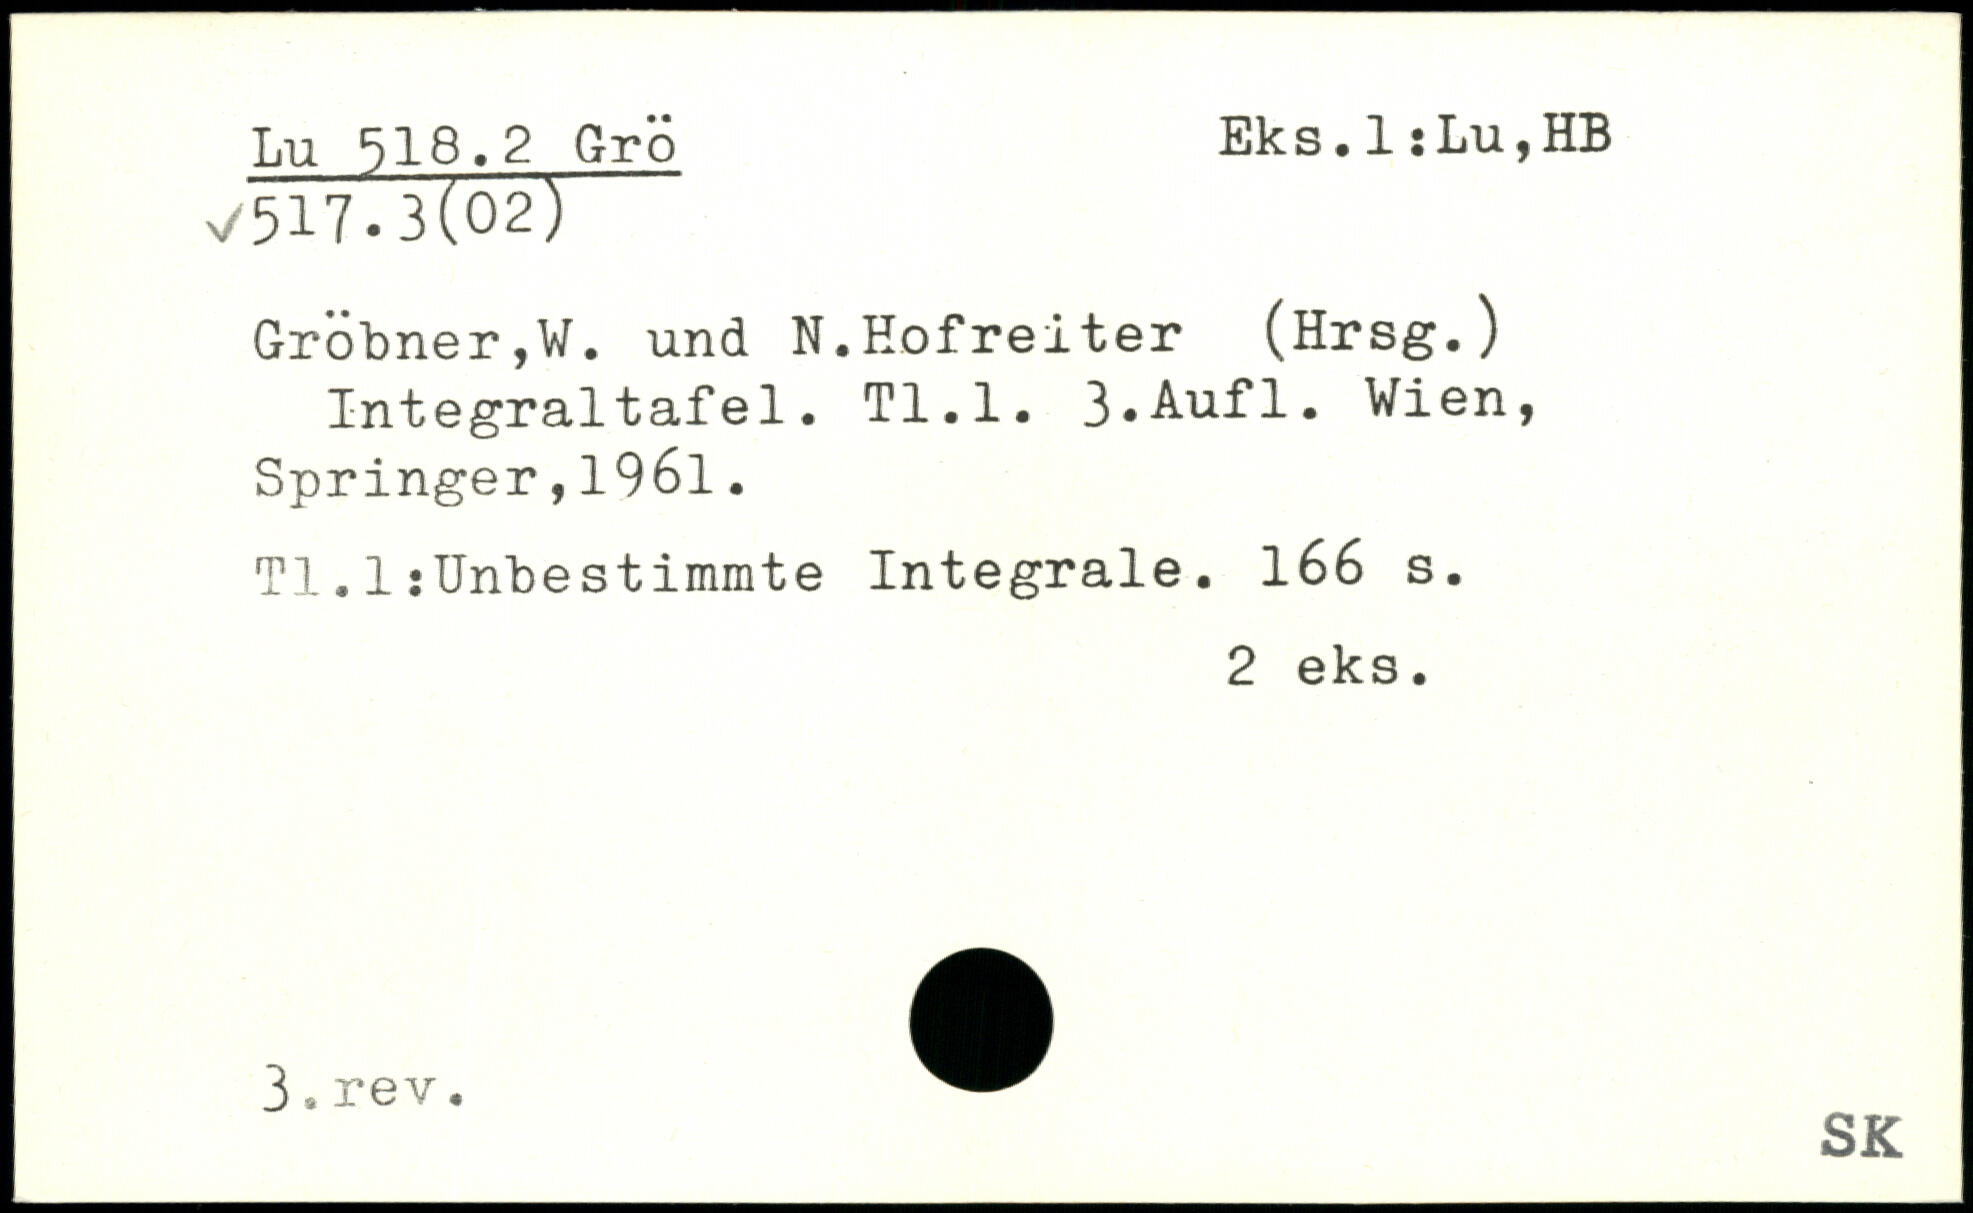 Lu 518.2 Grö
Eks.1:Lu,HB
✓517.3(02)
Gröbner,W. und N.Hofreiter (Hrsg.)
Integraltafel. Tl.1. 3.Aufl. Wien,
Springer,1961.
Tl.1:Unbestimmte Integrale. 166 s.
2 eks.
3.rev.
SK